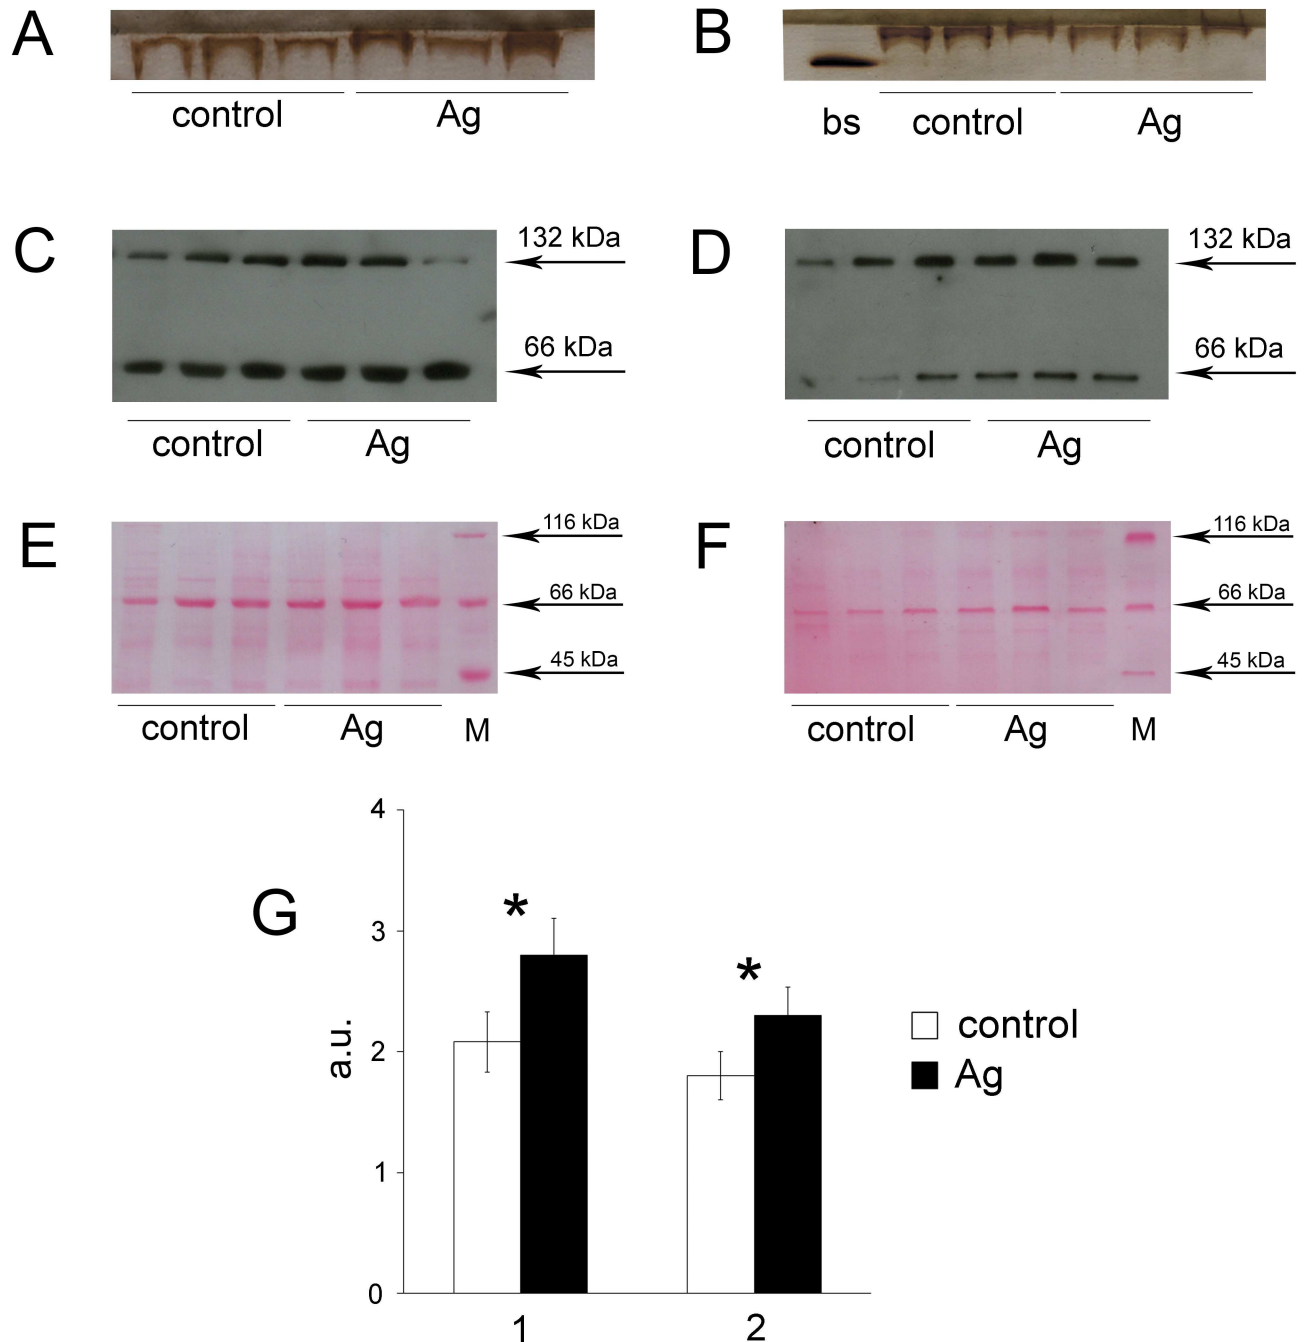 A
control Ag
B
bs control Ag
C
132 kDa
66 kDa
control Ag
D
132 kDa
66 kDa
control Ag
E
116 kDa
66 kDa
45 kDa
control Ag M
F
116 kDa
66 kDa
45 kDa
control Ag M
G
a.u.
4
3
2
1
0
*
*
1 2
control
Ag